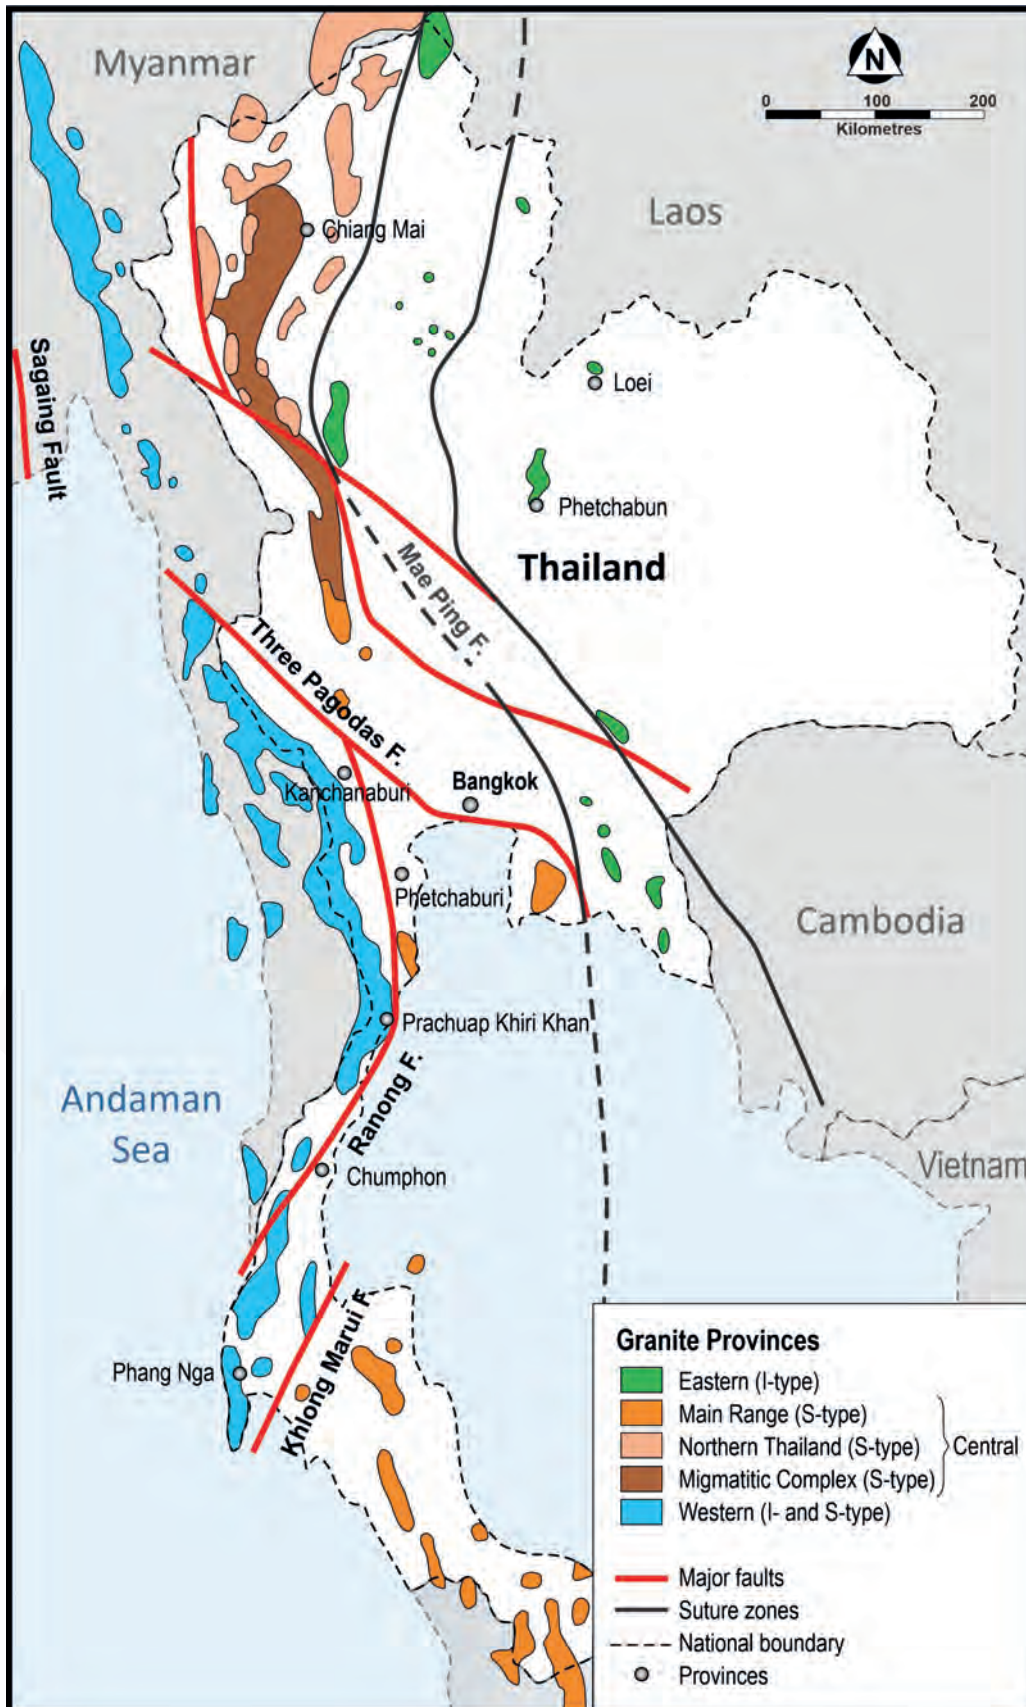 Myanmar
N
0 100 200
Kilometres
Laos
Chiang Mai
Sagaing Fault
Loei
Phetchabun
Thailand
Mae Ping F.
Three Pagodas F.
Kanchanaburi
Bangkok
Phetchaburi
Cambodia
Prachuap Khiri Khan
Andaman
Sea
Ranong F.
Chumphon
Vietnam
Phang Nga
Khlong Marui F.
Granite Provinces
Eastern (I-type)
Main Range (S-type)
Northern Thailand (S-type)
Central
Migmatitic Complex (S-type)
Western (I- and S-type)
Major faults
Suture zones
National boundary
Provinces